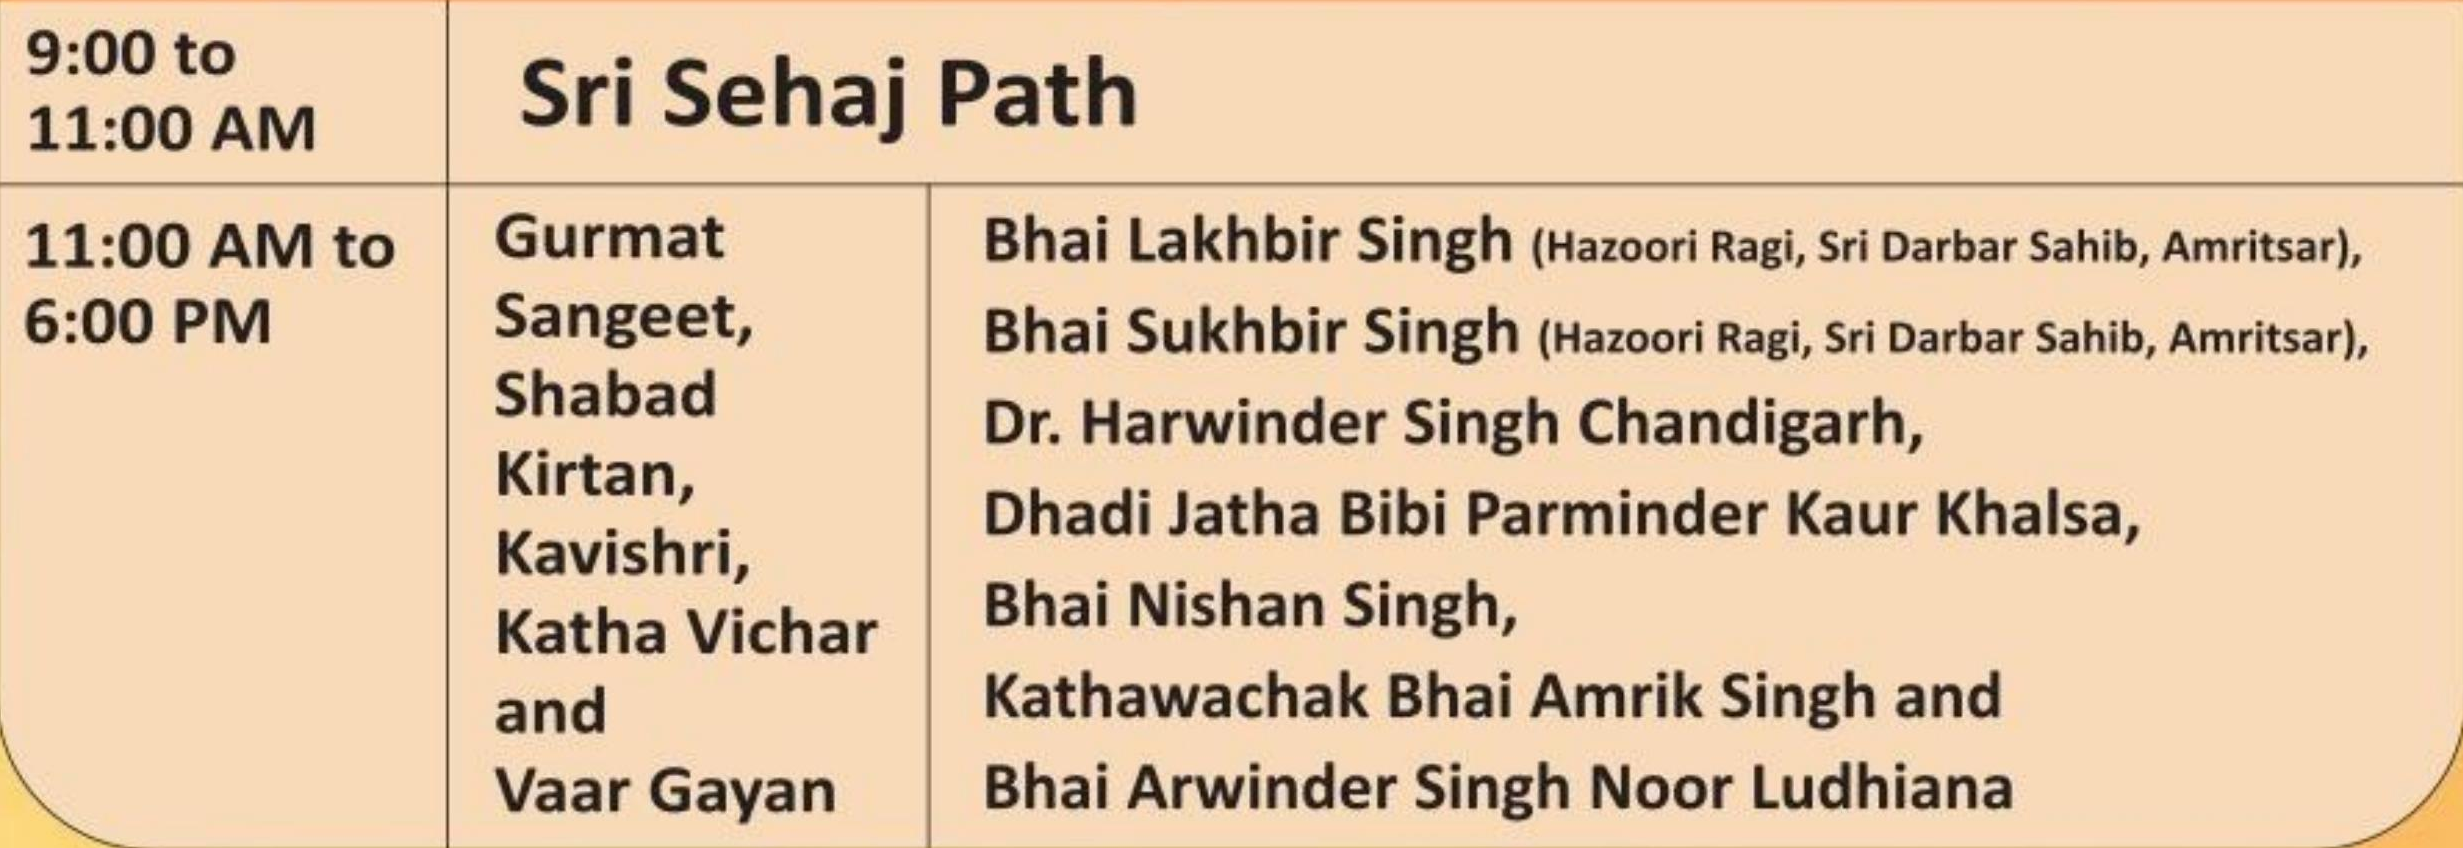 9:00 to
11:00 AM
Sri Sehaj Path
11:00 AM to
6:00 PM
Gurmat
Sangeet,
Shabad
Kirtan,
Kavishri,
Katha Vichar
and
Vaar Gayan
Bhai Lakhbir Singh (Hazoori Ragi, Sri Darbar Sahib, Amritsar),
Bhai Sukhbir Singh (Hazoori Ragi, Sri Darbar Sahib, Amritsar),
Dr. Harwinder Singh Chandigarh,
Dhadi Jatha Bibi Parminder Kaur Khalsa,
Bhai Nishan Singh,
Kathawachak Bhai Amrik Singh and
Bhai Arwinder Singh Noor Ludhiana